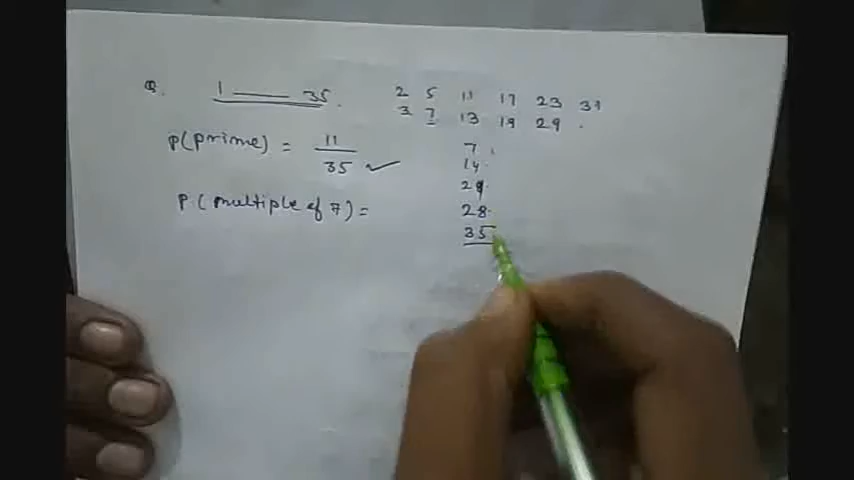 Q. 1 — 35.
2 5 11 17 23 31
3 7 13 19 29 .
P(prime) = 11/35 ✓
P(multiple of 7) =
7
14
21
28
35